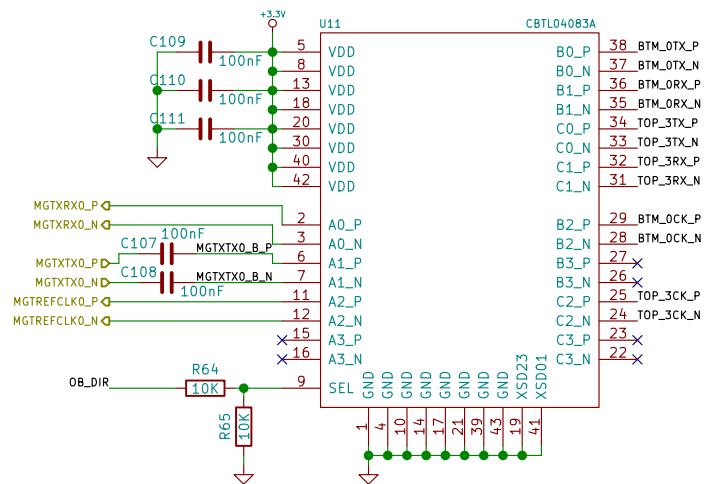 +3.3V
U11 CBTL04083A
C109 100nF
C110 100nF
C111 100nF
5 VDD B0_P 38 BTM_0TX_P
8 VDD B0_N 37 BTM_0TX_N
13 VDD B1_P 36 BTM_0RX_P
18 VDD B1_N 35 BTM_0RX_N
20 VDD C0_P 34 TOP_3TX_P
30 VDD C0_N 33 TOP_3TX_N
40 VDD C1_P 32 TOP_3RX_P
42 VDD C1_N 31 TOP_3RX_N
MGTXRX0_P 2 A0_P B2_P 29 BTM_0CK_P
MGTXRX0_N 3 A0_N B2_N 28 BTM_0CK_N
MGTXTX0_P C107 100nF MGTXTX0_B_P 6 A1_P B3_P 27
MGTXTX0_N C108 100nF MGTXTX0_B_N 7 A1_N B3_N 26
MGTREFCLK0_P 11 A2_P C2_P 25 TOP_3CK_P
MGTREFCLK0_N 12 A2_N C2_N 24 TOP_3CK_N
15 A3_P C3_P 23
16 A3_N C3_N 22
OB_DIR R64 10K 9 SEL
R65 10K
GND GND GND GND GND GND GND GND XSD23 XSD01
1 4 10 14 17 21 39 43 19 41